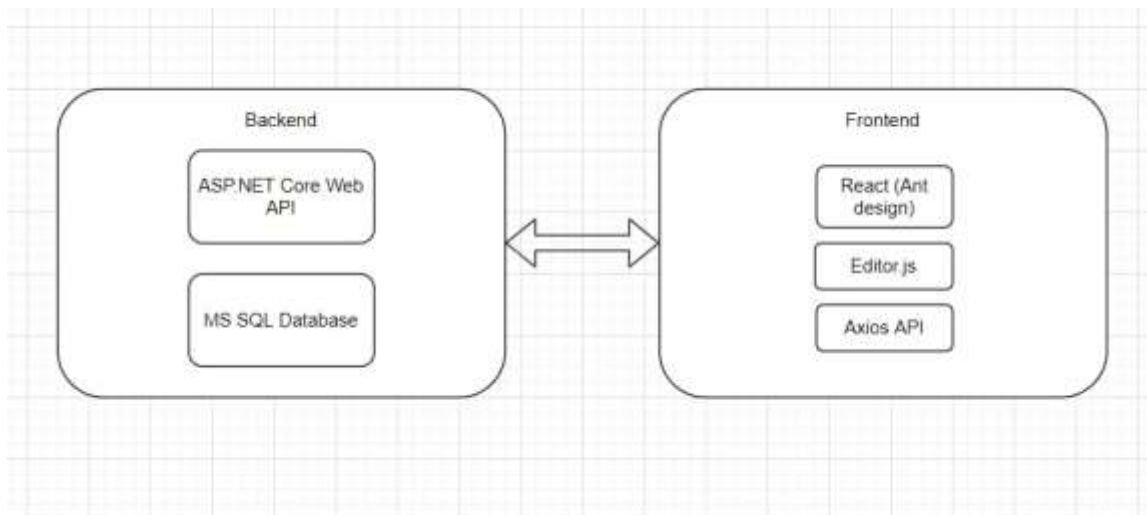 Backend
ASP.NET Core Web
API
MS SQL Database
Frontend
React (Ant
design)
Editor.js
Axios API